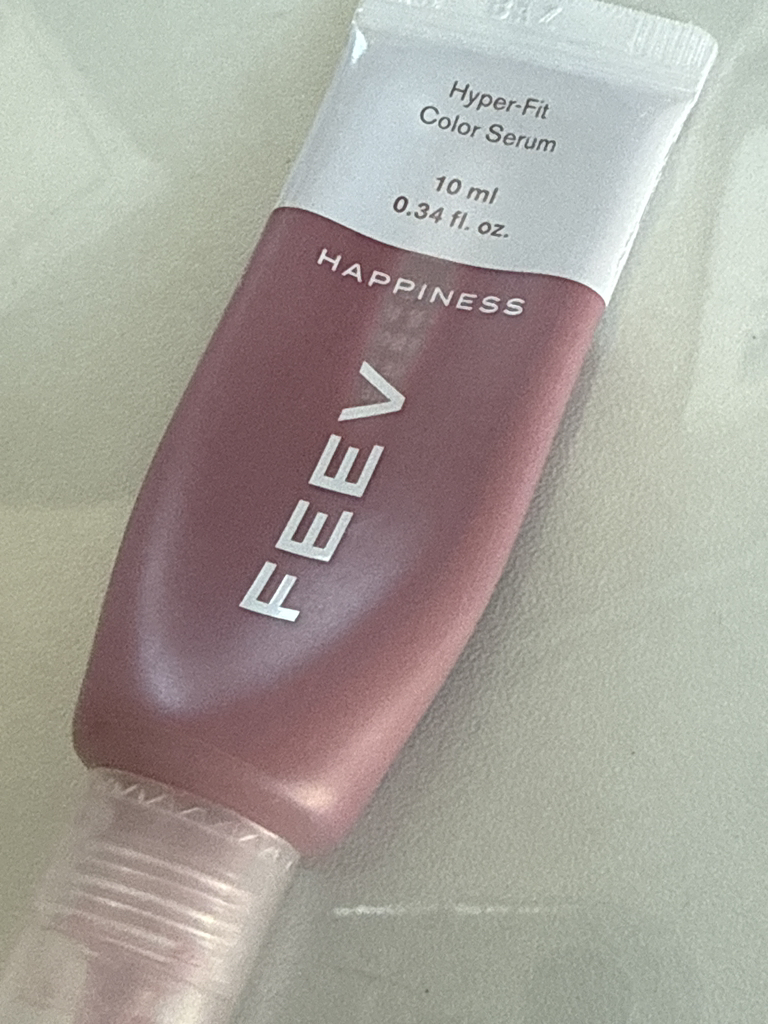 Hyper-Fit
Color Serum
10 ml
0.34 fl. oz.
HAPPINESS
FEEV